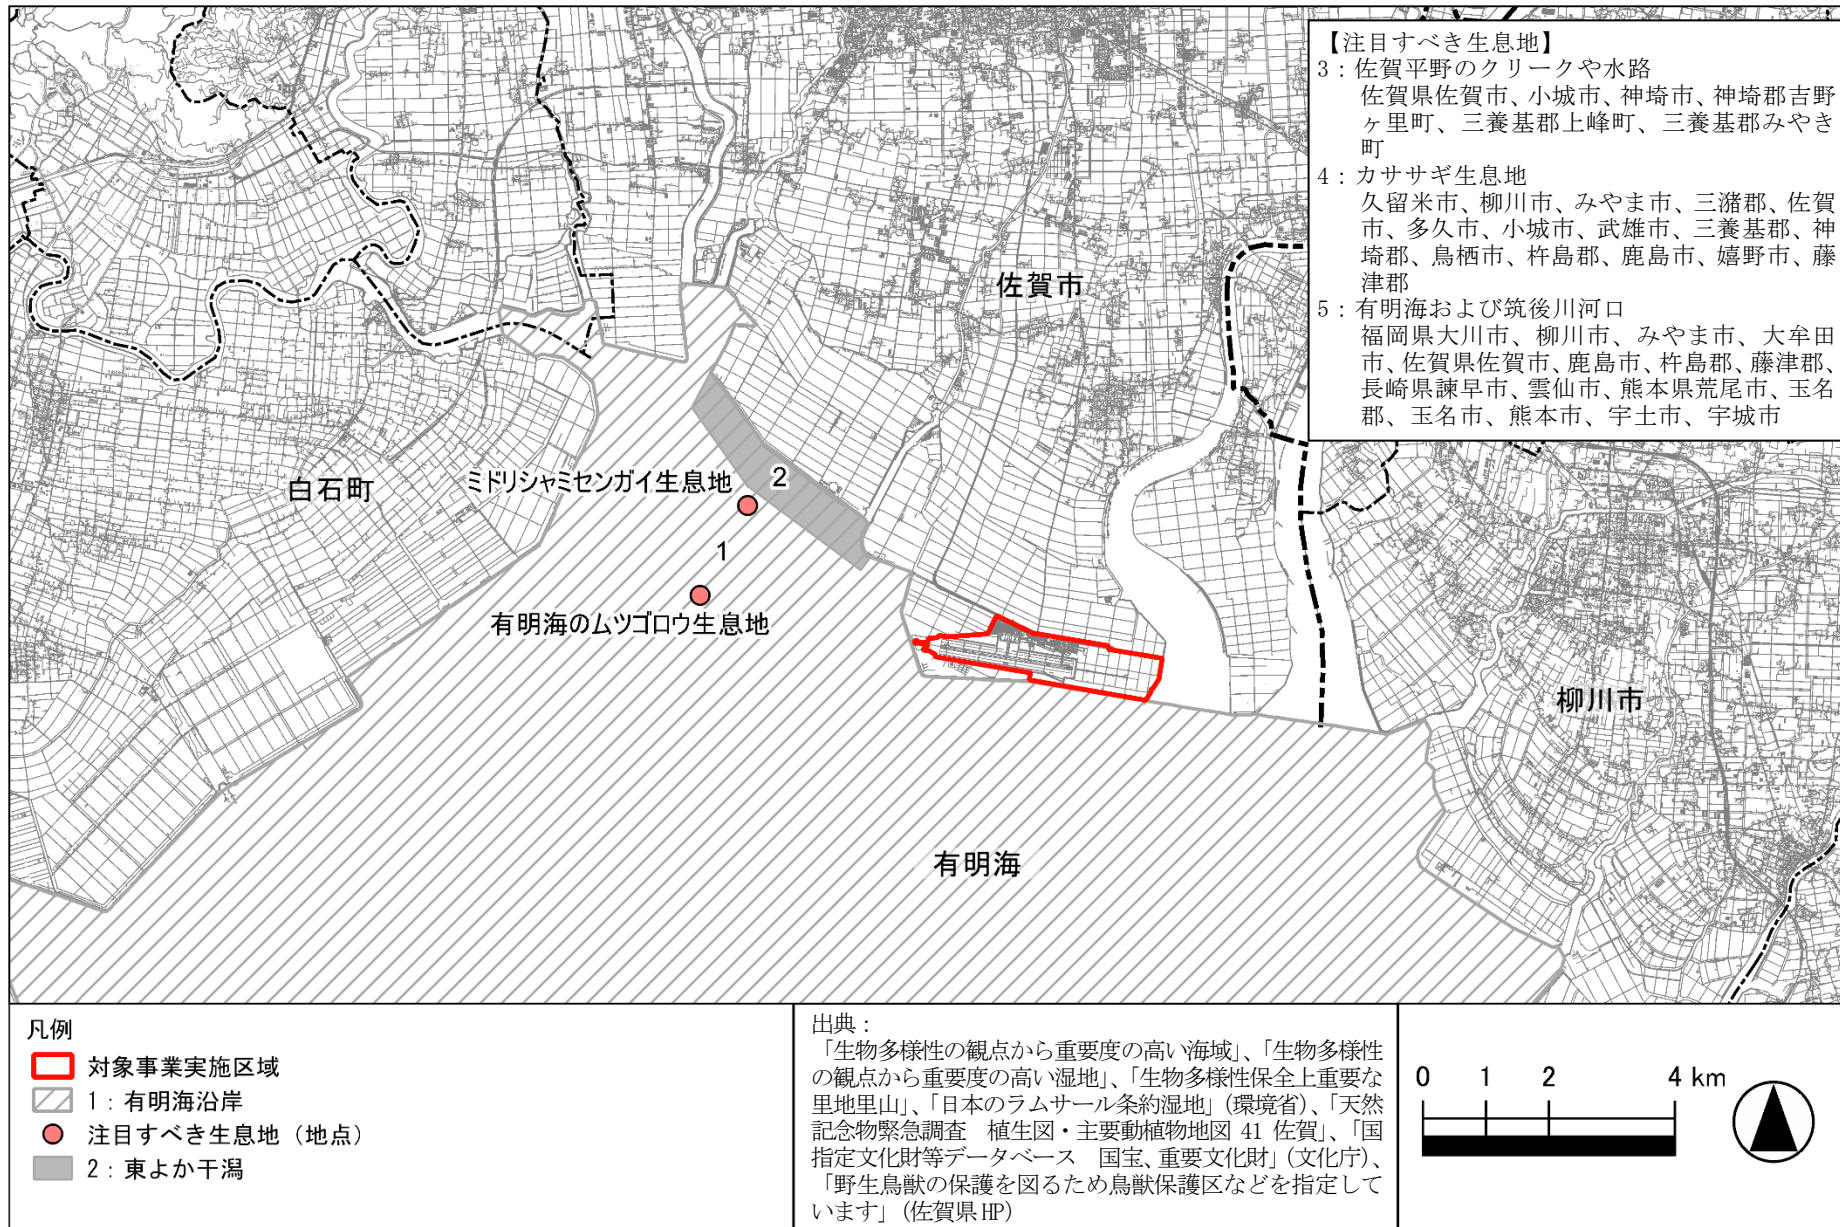 【注目すべき生息地】
3：佐賀平野のクリークや水路
佐賀県佐賀市、小城市、神埼市、神埼郡吉野
ヶ里町、三養基郡上峰町、三養基郡みやき
町
4：カササギ生息地
久留米市、柳川市、みやま市、三潴郡、佐賀
市、多久市、小城市、武雄市、三養基郡、神
埼郡、鳥栖市、杵島郡、鹿島市、嬉野市、藤
津郡
5：有明海および筑後川河口
福岡県大川市、柳川市、みやま市、大牟田
市、佐賀県佐賀市、鹿島市、杵島郡、藤津郡、
長崎県諫早市、雲仙市、熊本県荒尾市、玉名
郡、玉名市、熊本市、宇土市、宇城市
佐賀市
白石町
ミドリシャミセンガイ生息地
2
1
有明海のムツゴロウ生息地
柳川市
有明海
凡例
対象事業実施区域
1：有明海沿岸
注目すべき生息地（地点）
2：東よか干潟
出典：
「生物多様性の観点から重要度の高い海域」、「生物多様性
の観点から重要度の高い湿地」、「生物多様性保全上重要な
里地里山」、「日本のラムサール条約湿地」（環境省）、「天然
記念物緊急調査　植生図・主要動植物地図 41 佐賀」、「国
指定文化財等データベース　国宝、重要文化財」（文化庁）、
「野生鳥獣の保護を図るため鳥獣保護区などを指定して
います」（佐賀県 HP）
0 1 2 4 km